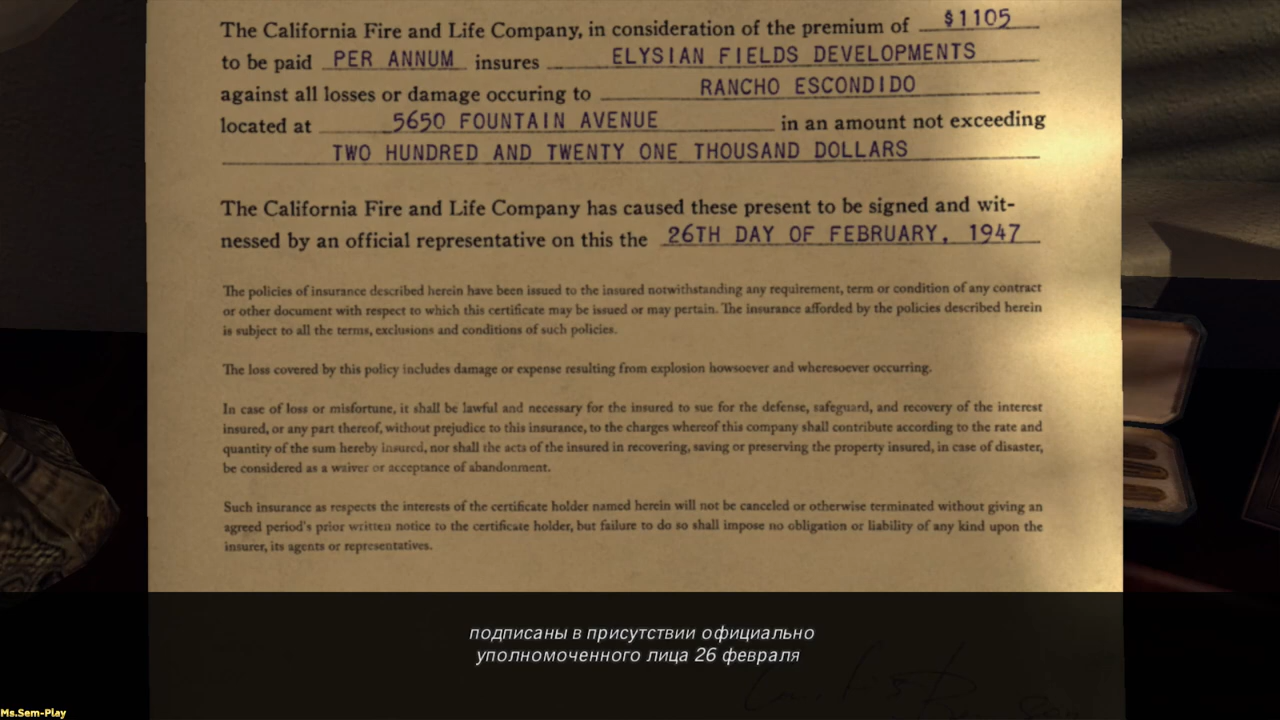 The California Fire and Life Company, in consideration of the premium of $1105
to be paid PER ANNUM insures ELYSIAN FIELDS DEVELOPMENTS
against all losses or damage occuring to RANCHO ESCONDIDO
located at 5650 FOUNTAIN AVENUE in an amount not exceeding
TWO HUNDRED AND TWENTY ONE THOUSAND DOLLARS
The California Fire and Life Company has caused these present to be signed and wit-
nessed by an official representative on this the 26TH DAY OF FEBRUARY, 1947
The policies of insurance described herein have been issued to the insured notwithstanding any requirement, term or condition of any contract
or other document with respect to which this certificate may be issued or may pertain. The insurance afforded by the policies described herein
is subject to all the terms, exclusions and conditions of such policies.
The loss covered by this policy includes damage or expense resulting from explosion howsoever and wheresoever occurring.
In case of loss or misfortune, it shall be lawful and necessary for the insured to sue for the defense, safeguard, and recovery of the interest
insured, or any part thereof, without prejudice to this insurance, to the charges whereof this company shall contribute according to the rate and
quantity of the sum hereby insured, nor shall the acts of the insured in recovering, saving or preserving the property insured, in case of disaster,
be considered as a waiver or acceptance of abandonment.
Such insurance as respects the interests of the certificate holder named herein will not be canceled or otherwise terminated without giving an
agreed period's prior written notice to the certificate holder, but failure to do so shall impose no obligation or liability of any kind upon the
insurer, its agents or representatives.
подписаны в присутствии официально
уполномоченного лица 26 февраля
Ms.Sem-Play